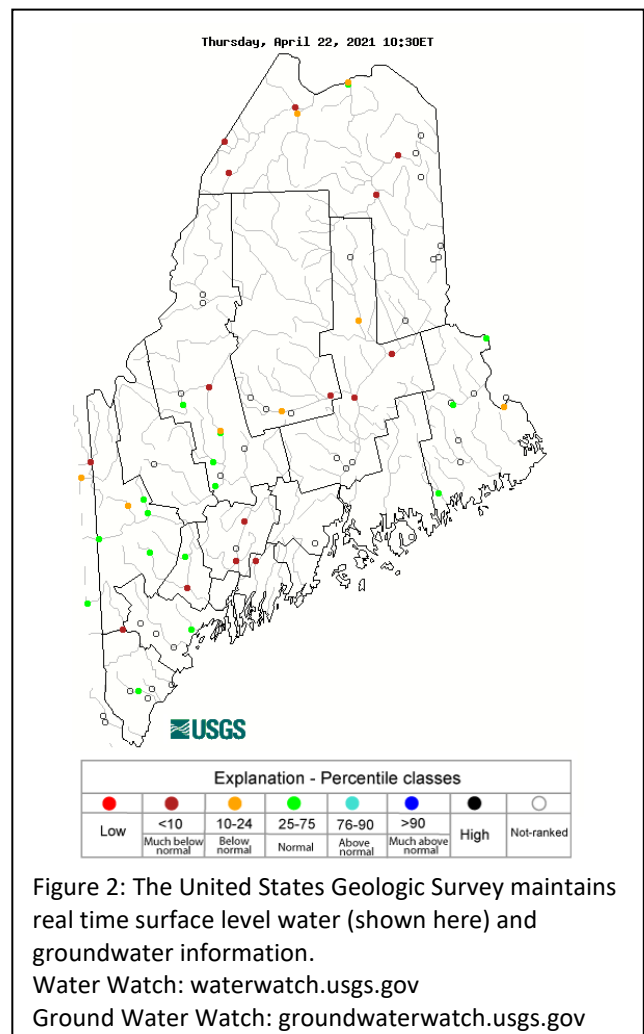 Thursday, April 22, 2021 10:30ET
USGS
Explanation - Percentile classes
Low
<10
Much below
normal
10-24
Below
normal
25-75
Normal
76-90
Above
normal
>90
Much above
normal
High
Not-ranked
Figure 2: The United States Geologic Survey maintains
real time surface level water (shown here) and
groundwater information.
Water Watch: waterwatch.usgs.gov
Ground Water Watch: groundwaterwatch.usgs.gov